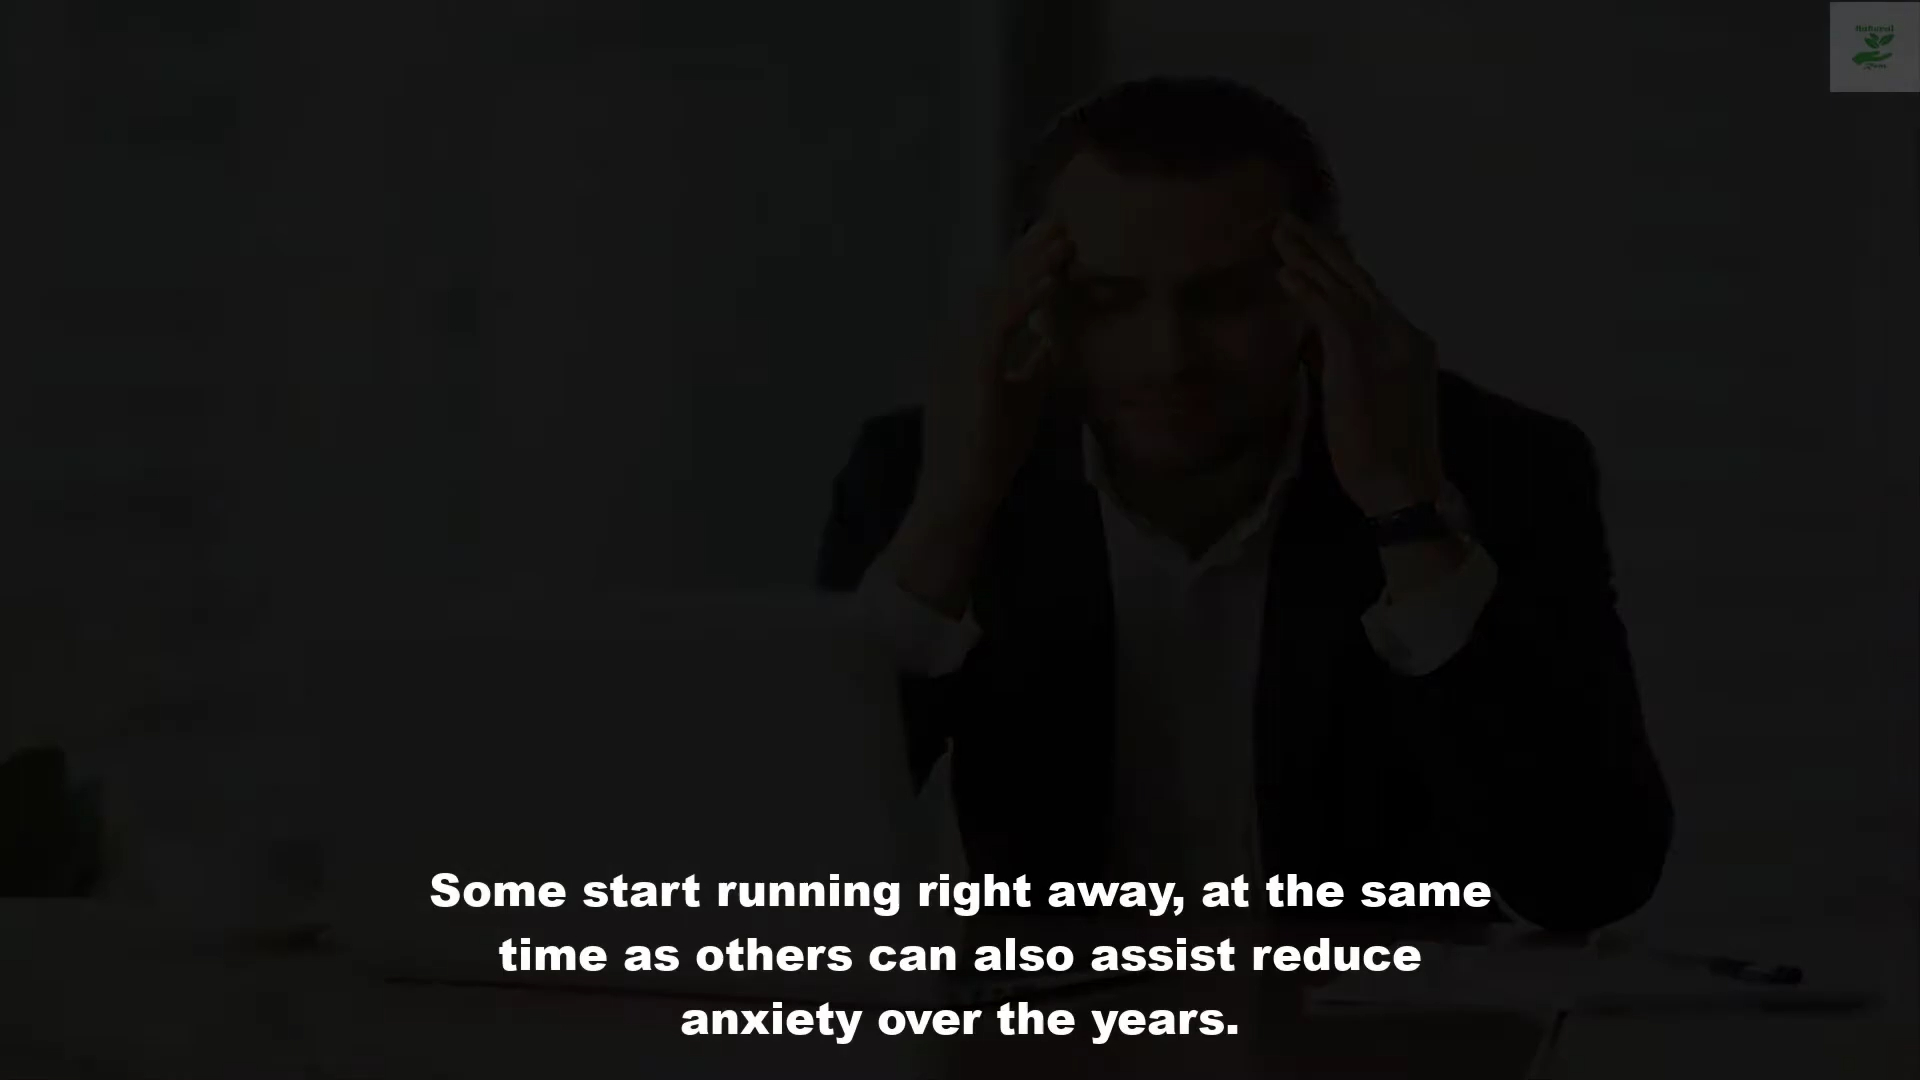 Natural
Some start running right away, at the same
time as others can also assist reduce
anxiety over the years.